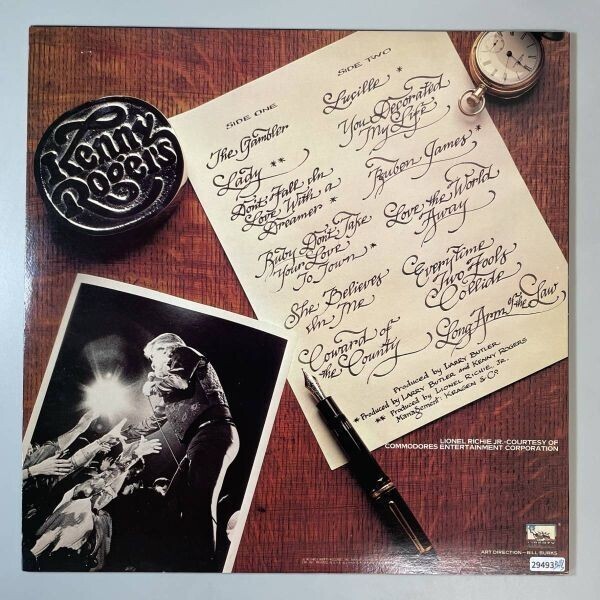 Kenny
Rogers
SIDE ONE
The Gambler
Lady **
Don't Fall In
Love With a
Dreamer *
Ruby Don't Take
Your Love
To Town *
She Believes
In Me
Coward of
the County
SIDE TWO
Lucille *
You Decorated
My Life
Reuben James *
Love the World
Away
Everytime
Two Fools
Collide
Long Arm of the Law
Produced by LARRY BUTLER
* Produced by LARRY BUTLER and KENNY ROGERS
** Produced by LIONEL RICHIE, JR.
Management: KRAGEN & CO
LIONEL RICHIE JR.-COURTESY OF
COMMODORES ENTERTAINMENT CORPORATION
LIBERTY
ART DIRECTION—BILL BURKS
29493